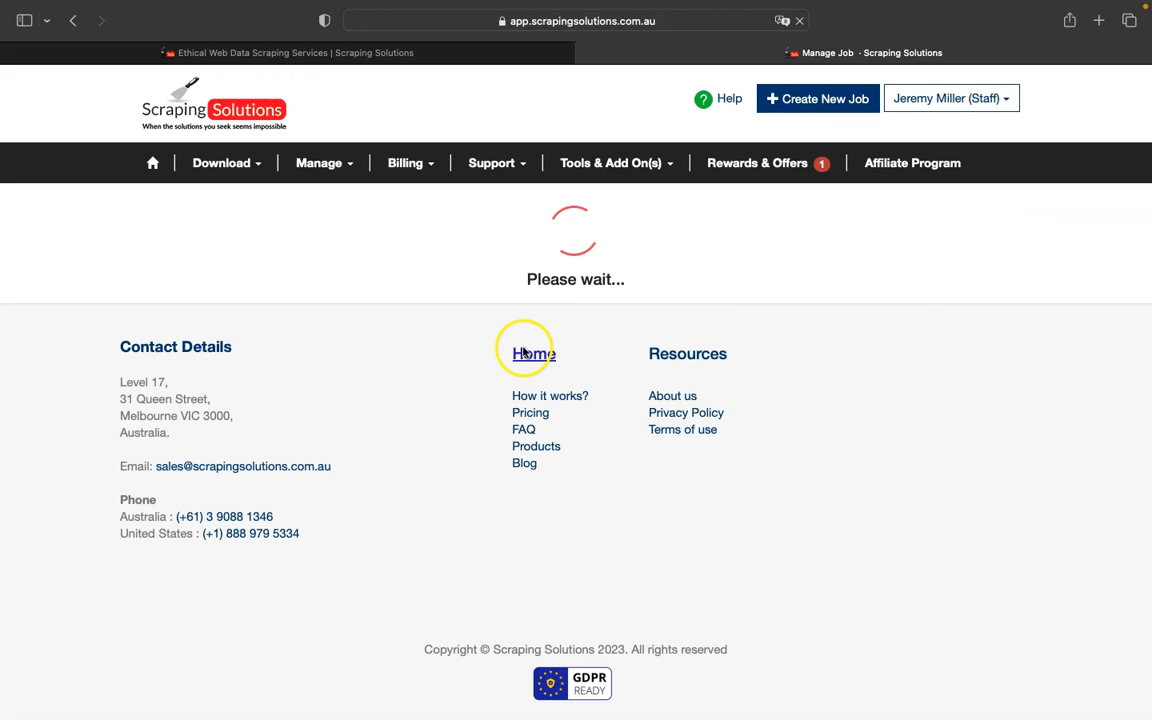 app.scrapingsolutions.com.au
Ethical Web Data Scraping Services | Scraping Solutions
Manage Job - Scraping Solutions
Scraping Solutions
When the solutions you seek seems impossible
? Help
+ Create New Job
Jeremy Miller (Staff)
Download
Manage
Billing
Support
Tools & Add On(s)
Rewards & Offers 1
Affiliate Program
Please wait...
Contact Details
Level 17,
31 Queen Street,
Melbourne VIC 3000,
Australia.
Email: sales@scrapingsolutions.com.au
Phone
Australia : (+61) 3 9088 1346
United States : (+1) 888 979 5334
Home
How it works?
Pricing
FAQ
Products
Blog
Resources
About us
Privacy Policy
Terms of use
Copyright © Scraping Solutions 2023. All rights reserved
GDPR
READY